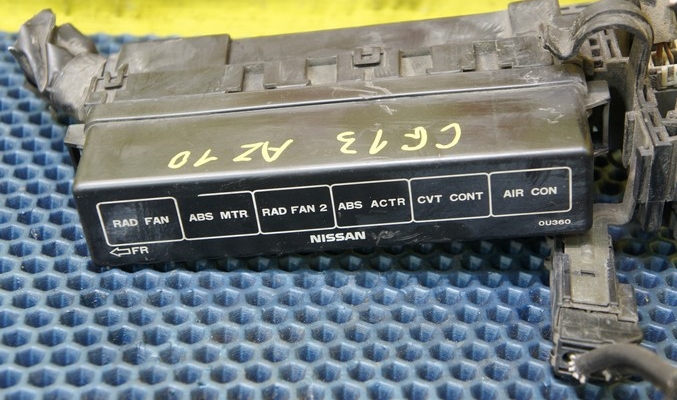 CG13 AZ10
RAD FAN ABS MTR RAD FAN 2 ABS ACTR CVT CONT AIR CON
FR NISSAN 0U360